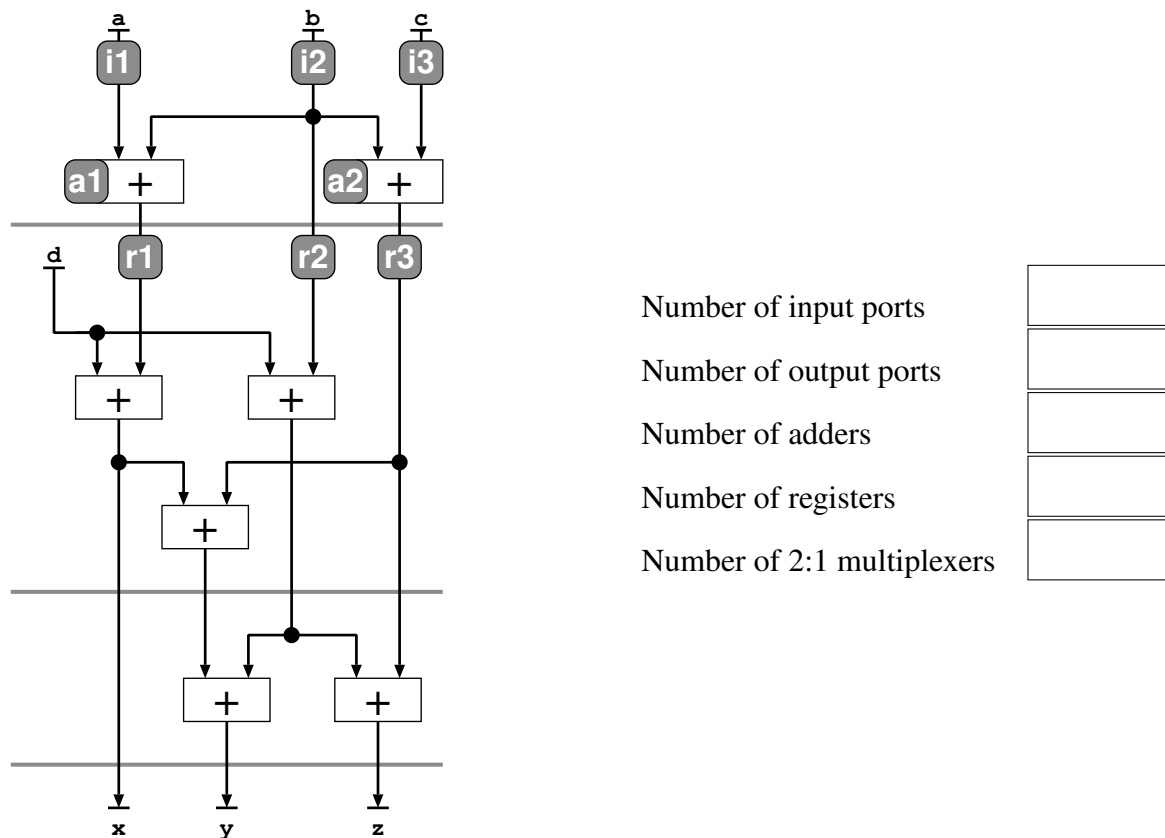 a b c
i1 i2 i3
a1 + a2 +
r1 r2 r3
d
+ +
+
+ +
x y z
Number of input ports
Number of output ports
Number of adders
Number of registers
Number of 2:1 multiplexers